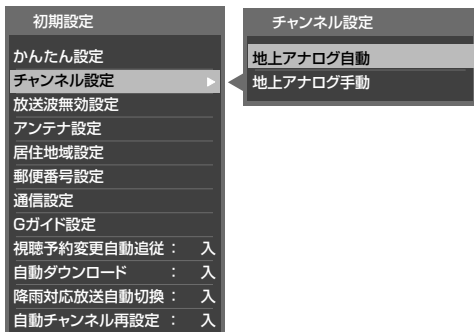 初期設定
かんたん設定
チャンネル設定
放送波無効設定
アンテナ設定
居住地域設定
郵便番号設定
通信設定
Gガイド設定
視聴予約変更自動追従： 入
自動ダウンロード ： 入
降雨対応放送自動切換： 入
自動チャンネル再設定 ： 入
チャンネル設定
地上アナログ自動
地上アナログ手動